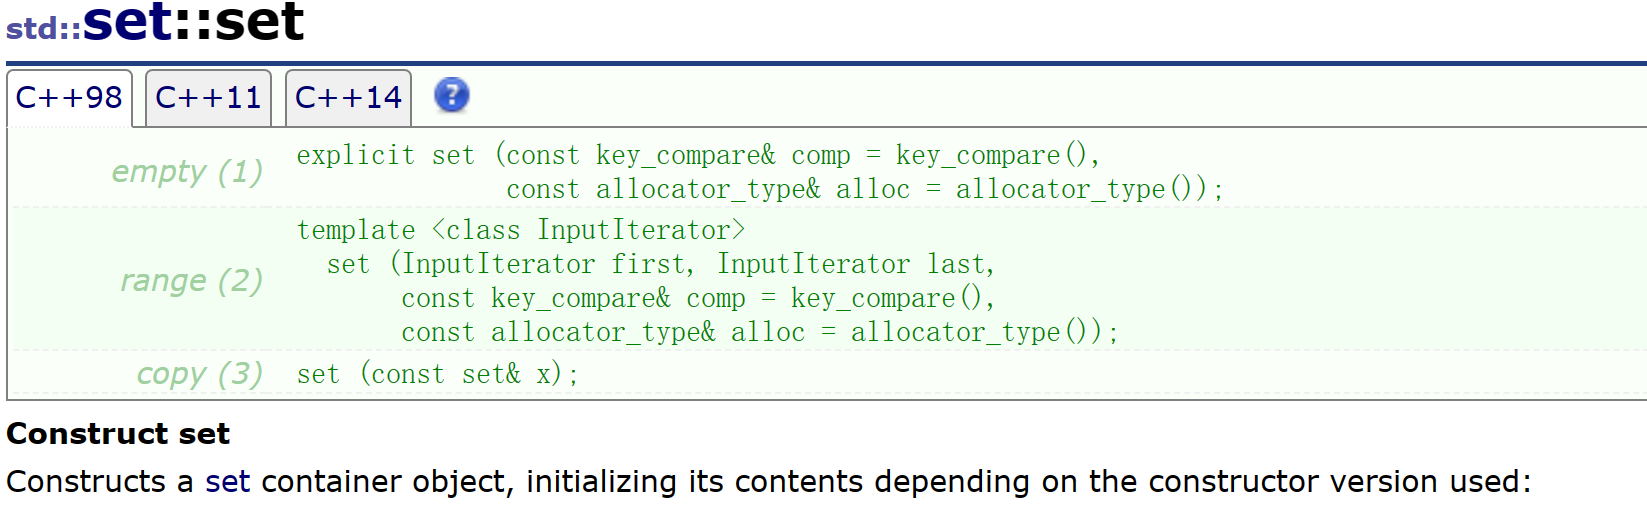 std::set::set
C++98 C++11 C++14 ?
empty (1) explicit set (const key_compare& comp = key_compare(),
const allocator_type& alloc = allocator_type());
template <class InputIterator>
range (2) set (InputIterator first, InputIterator last,
const key_compare& comp = key_compare(),
const allocator_type& alloc = allocator_type());
copy (3) set (const set& x);
Construct set
Constructs a set container object, initializing its contents depending on the constructor version used: